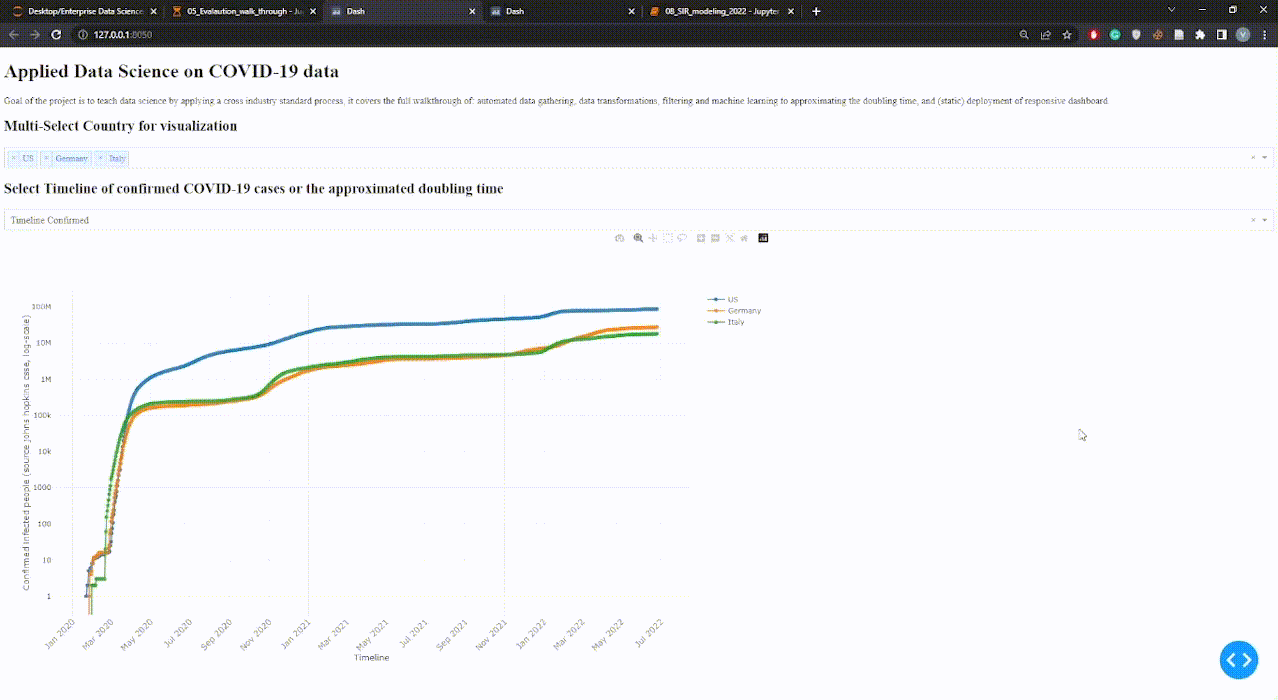 Desktop/Enterprise Data Science
05_Evalaution_walk_through - Ju
Dash
Dash
08_SIR_modeling_2022 - Jupyter
127.0.0.1:8050
Applied Data Science on COVID-19 data
Goal of the project is to teach data science by applying a cross industry standard process, it covers the full walkthrough of: automated data gathering, data transformations, filtering and machine learning to approximating the doubling time, and (static) deployment of responsive dashboard.
Multi-Select Country for visualization
× US × Germany × Italy
Select Timeline of confirmed COVID-19 cases or the approximated doubling time
Timeline Confirmed
US
Germany
Italy
Confirmed infected people (source johns hopkins csse, log-scale)
100M
10M
1M
100k
10k
1000
100
10
1
Jan 2020
Mar 2020
May 2020
Jul 2020
Sep 2020
Nov 2020
Jan 2021
Mar 2021
May 2021
Jul 2021
Sep 2021
Nov 2021
Jan 2022
Mar 2022
May 2022
Jul 2022
Timeline